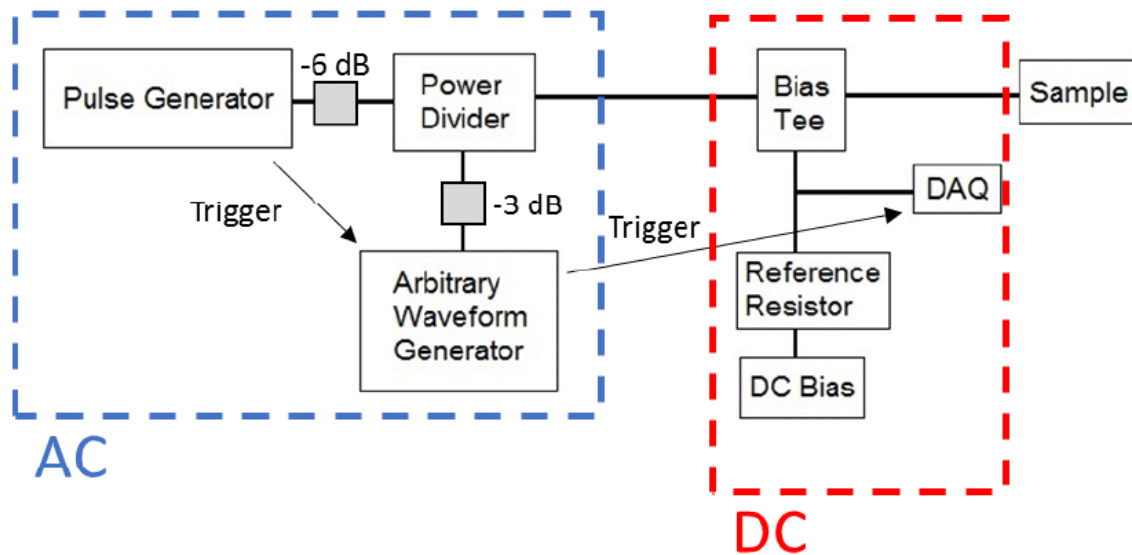 -6 dB
Pulse Generator
Power
Divider
Bias
Tee
Sample
Trigger
-3 dB
DAQ
Trigger
Arbitrary
Waveform
Generator
Reference
Resistor
DC Bias
AC
DC